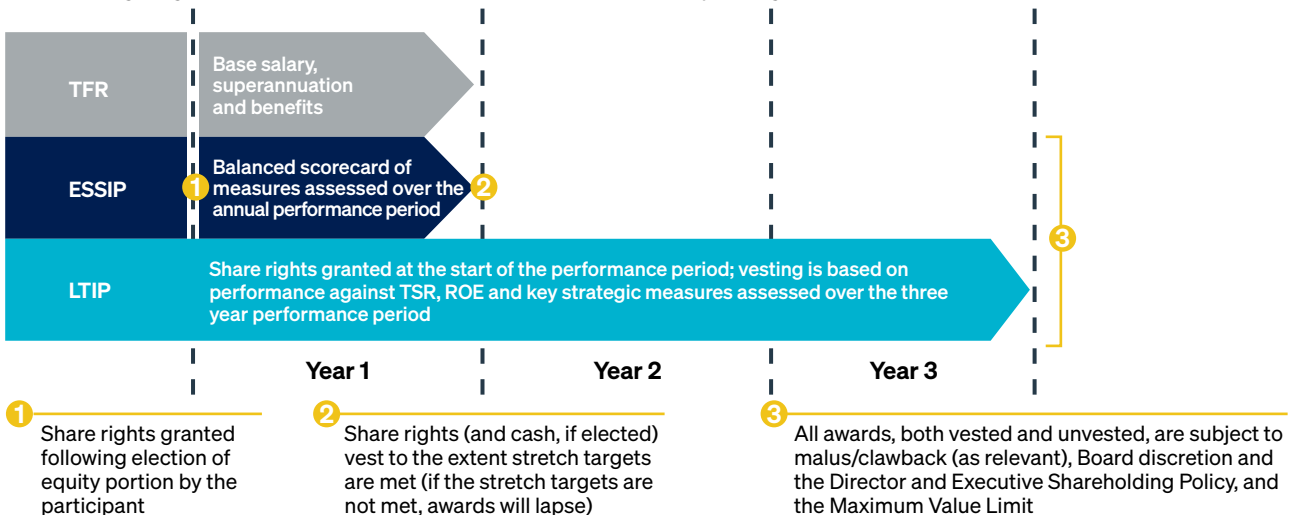 TFR
Base salary,
superannuation
and benefits
ESSIP
1
Balanced scorecard of
measures assessed over the
annual performance period
2
3
LTIP
Share rights granted at the start of the performance period; vesting is based on
performance against TSR, ROE and key strategic measures assessed over the three
year performance period
Year 1
Year 2
Year 3
1
Share rights granted
following election of
equity portion by the
participant
2
Share rights (and cash, if elected)
vest to the extent stretch targets
are met (if the stretch targets are
not met, awards will lapse)
3
All awards, both vested and unvested, are subject to
malus/clawback (as relevant), Board discretion and
the Director and Executive Shareholding Policy, and
the Maximum Value Limit